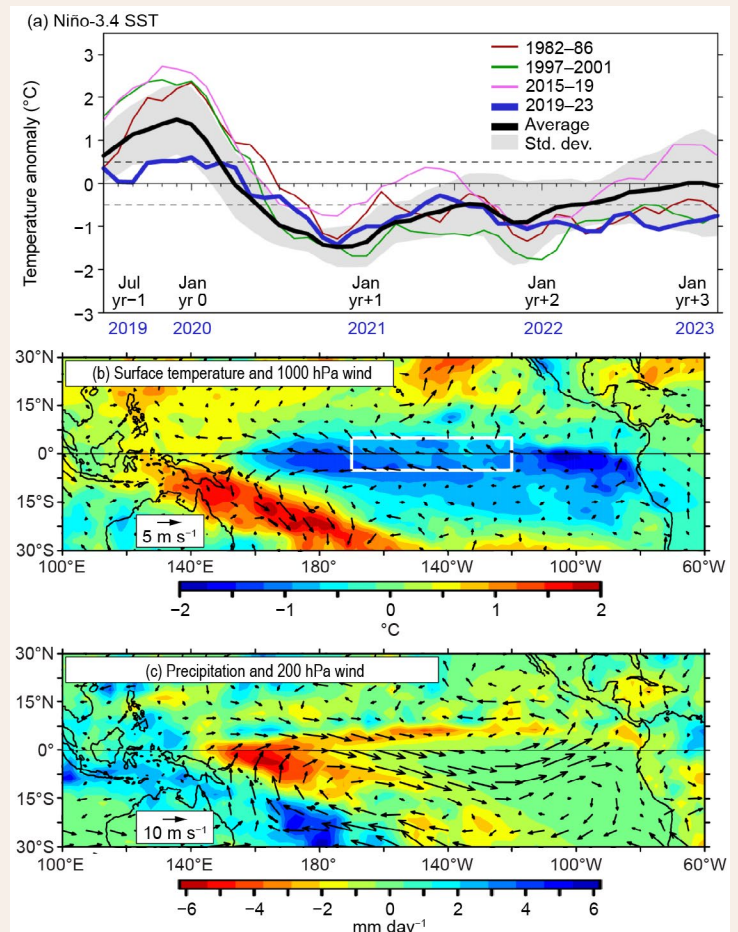 (a) Niño-3.4 SST
Temperature anomaly (°C)
3
2
1
0
−1
−2
−3
1982–86
1997–2001
2015–19
2019–23
Average
Std. dev.
Jul Jan Jan Jan Jan
yr−1 yr 0 yr+1 yr+2 yr+3
2019 2020 2021 2022 2023
(b) Surface temperature and 1000 hPa wind
30°N
15°N
0°
15°S
30°S
5 m s⁻¹
100°E 140°E 180° 140°W 100°W 60°W
−2 −1 0 1 2
°C
(c) Precipitation and 200 hPa wind
30°N
15°N
0°
15°S
30°S
10 m s⁻¹
100°E 140°E 180° 140°W 100°W 60°W
−6 −4 −2 0 2 4 6
mm day⁻¹